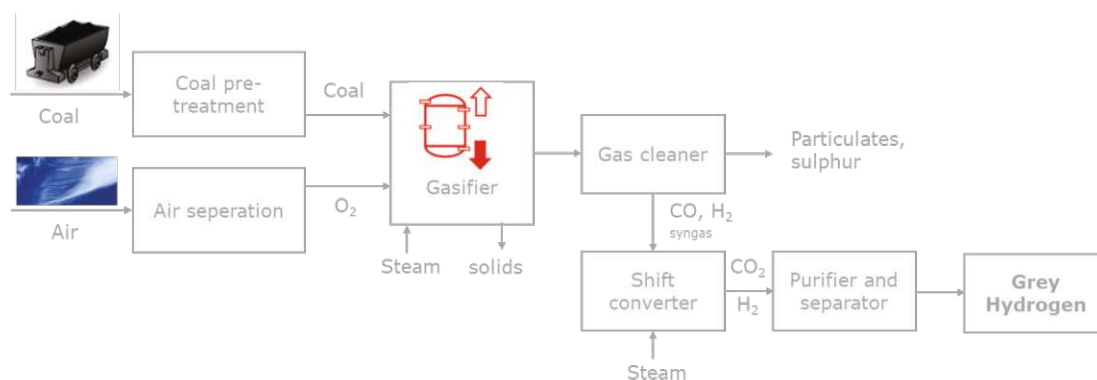 Coal
Coal pre-
treatment
Coal
Air
Air seperation
O₂
Gasifier
Steam
solids
Gas cleaner
Particulates,
sulphur
CO, H₂
syngas
Shift
converter
Steam
CO₂
H₂
Purifier and
separator
Grey
Hydrogen